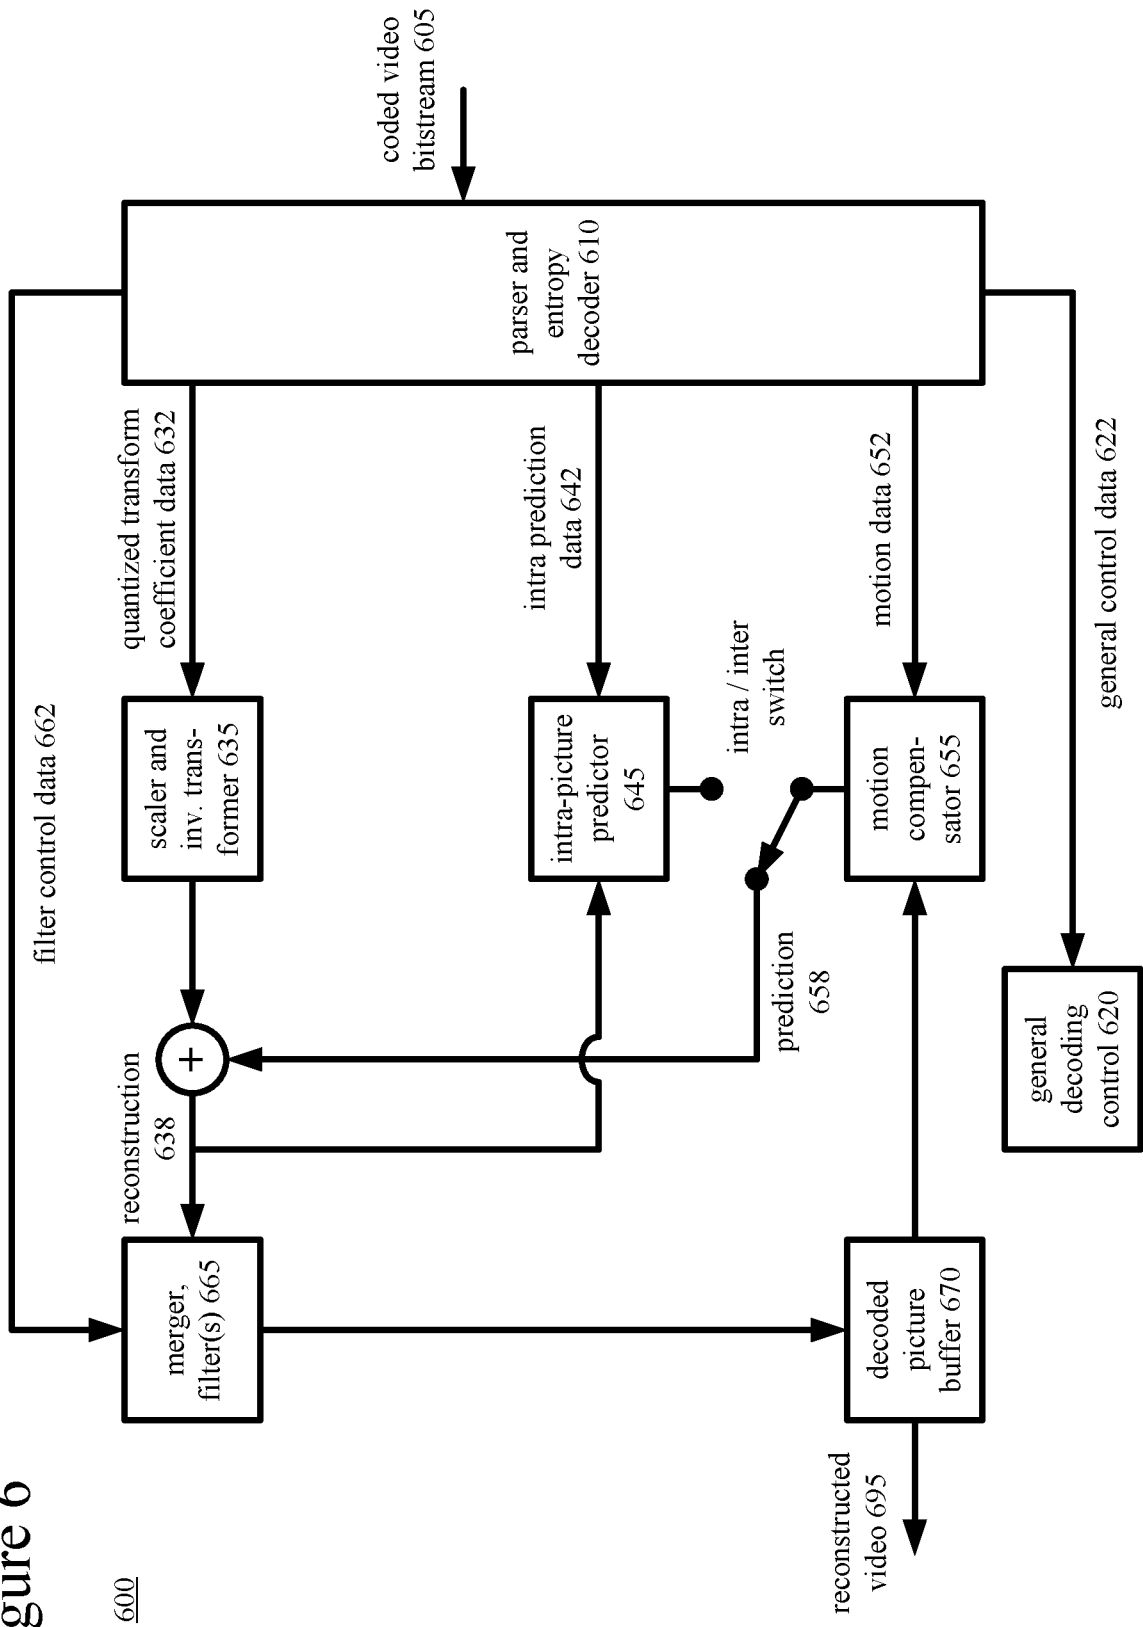 gure 6
600
coded video
bitstream 605
parser and
entropy
decoder 610
filter control data 662
quantized transform
coefficient data 632
intra prediction
data 642
motion data 652
general control data 622
scaler and
inv. trans-
former 635
intra-picture
predictor
645
intra / inter
switch
motion
compen-
sator 655
prediction
658
general
decoding
control 620
+
reconstruction
638
merger,
filter(s) 665
decoded
picture
buffer 670
reconstructed
video 695